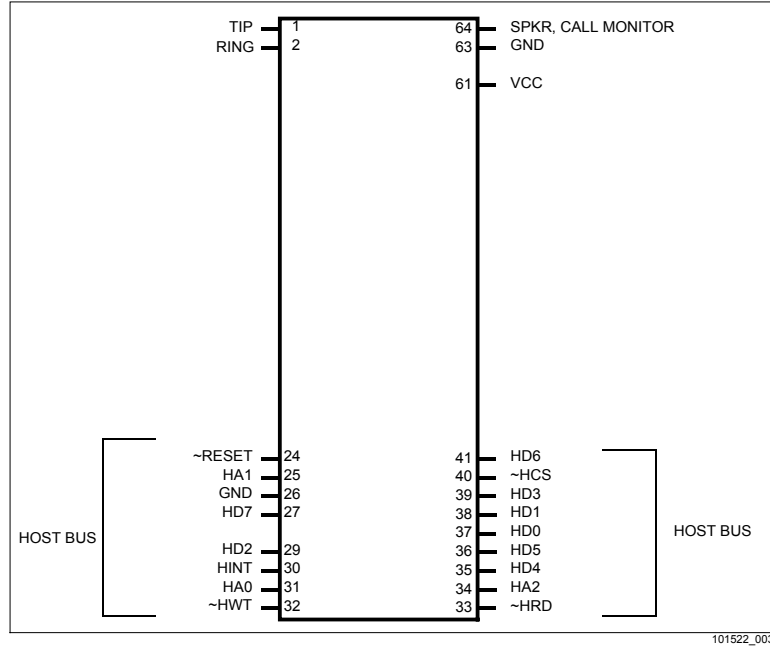 TIP 1 64 SPKR, CALL MONITOR
RING 2 63 GND
61 VCC
~RESET 24 41 HD6
HA1 25 40 ~HCS
GND 26 39 HD3
HD7 27 38 HD1
37 HD0
HOST BUS
HOST BUS
HD2 29 36 HD5
HINT 30 35 HD4
HA0 31 34 HA2
~HWT 32 33 ~HRD
101522_003